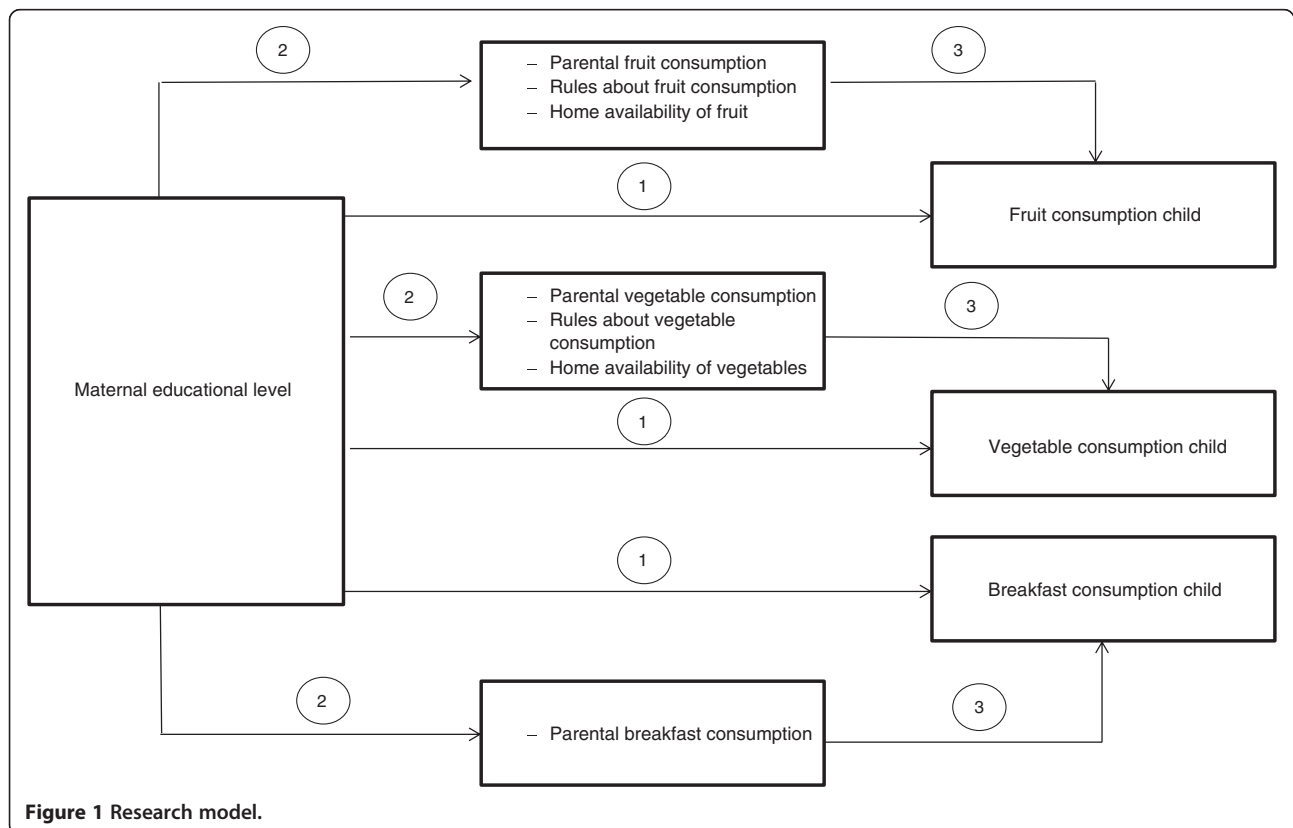 2
3
– Parental fruit consumption
– Rules about fruit consumption
– Home availability of fruit
1
Fruit consumption child
2
3
– Parental vegetable consumption
– Rules about vegetable
consumption
– Home availability of vegetables
Maternal educational level
1
Vegetable consumption child
1
Breakfast consumption child
2
3
– Parental breakfast consumption
Figure 1 Research model.